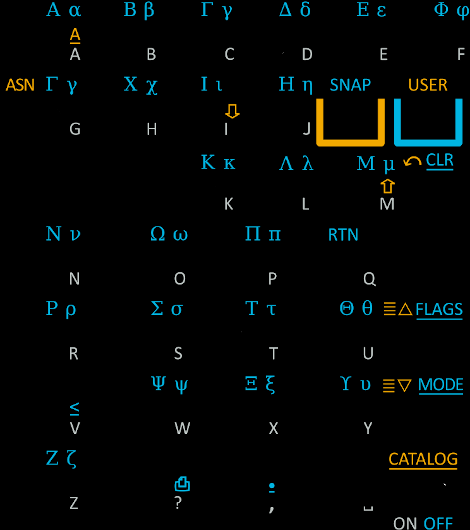 Α α Β β Γ γ Δ δ Ε ε Φ φ
A
A B C D E F
ASN Γ γ Χ χ Ι ι Η η SNAP USER
G H I J
Κ κ Λ λ Μ μ CLR
K L M
Ν ν Ω ω Π π RTN
N O P Q
Ρ ρ Σ σ Τ τ Θ θ FLAGS
R S T U
Ψ ψ Ξ ξ Υ υ MODE
≤
V W X Y
Ζ ζ CATALOG
Z ? , ␣
ON OFF